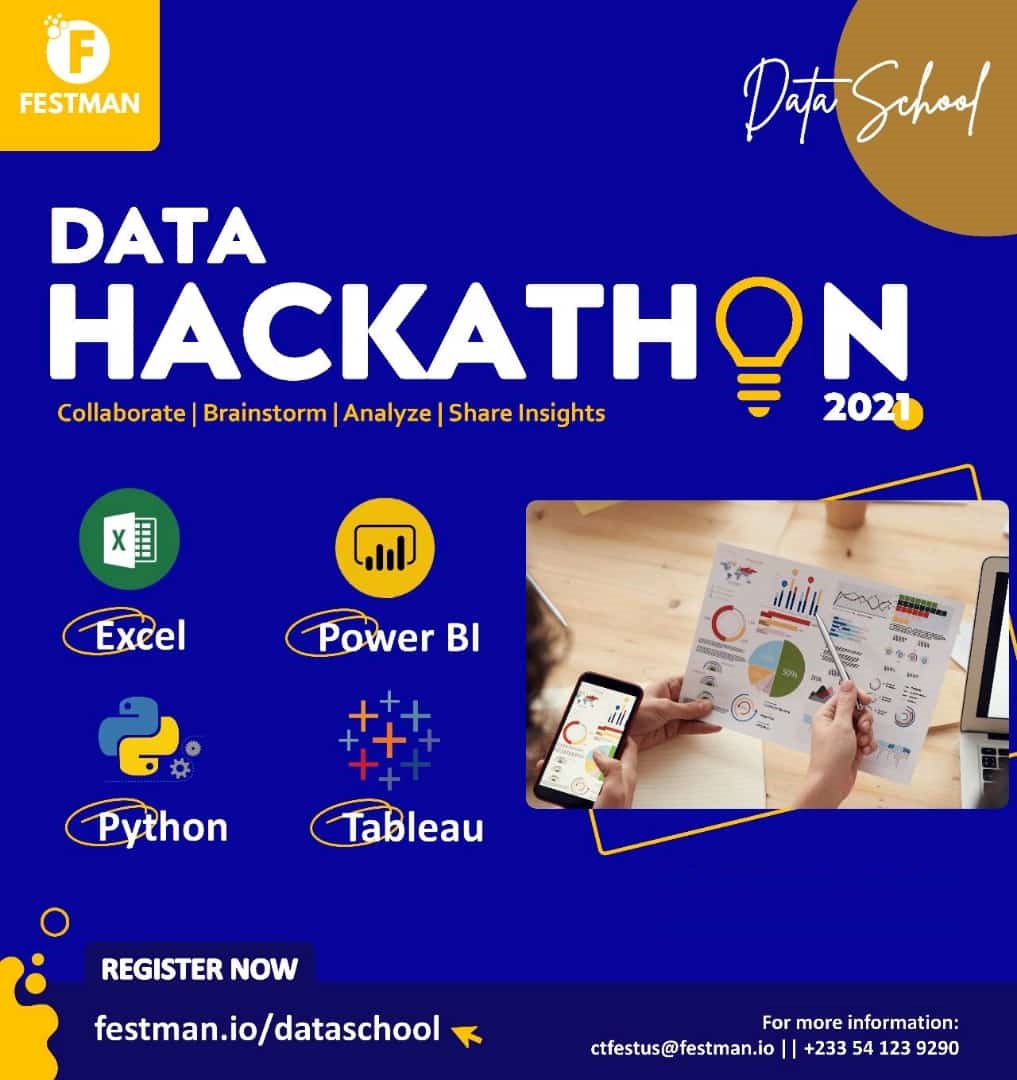 F
FESTMAN
Data School
DATA
HACKATHON
2021
Collaborate | Brainstorm | Analyze | Share Insights
X
Excel
Power BI
Python
Tableau
50%
REGISTER NOW
festman.io/dataschool
For more information:
ctfestus@festman.io || +233 54 123 9290